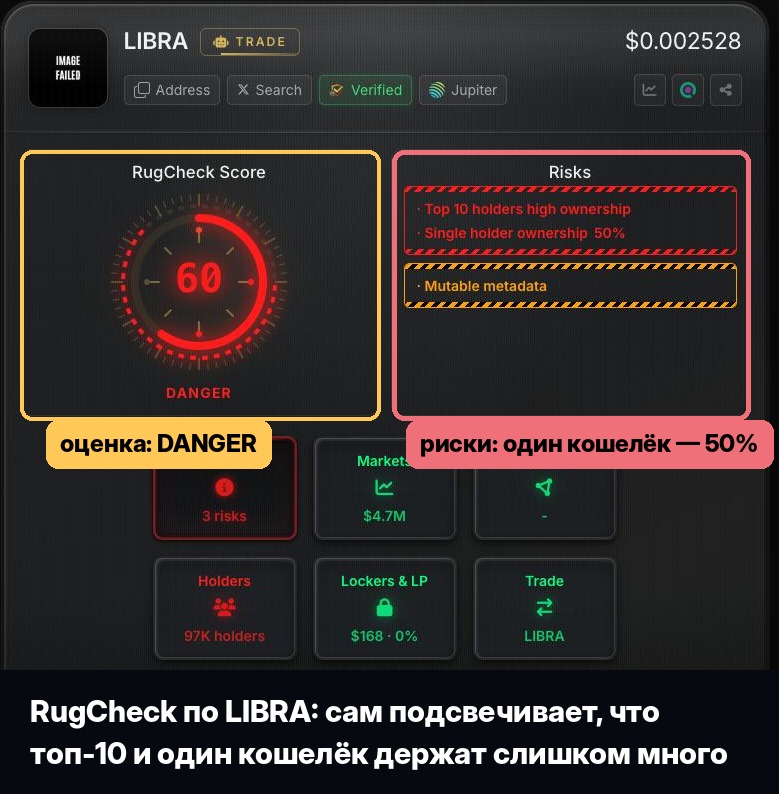 IMAGE
FAILED
LIBRA
TRADE
$0.002528
Address
Search
Verified
Jupiter
RugCheck Score
60
DANGER
Risks
· Top 10 holders high ownership
· Single holder ownership 50%
· Mutable metadata
оценка: DANGER
риски: один кошелёк — 50%
3 risks
Markets
$4.7M
-
Holders
97K holders
Lockers & LP
$168 · 0%
Trade
LIBRA
RugCheck по LIBRA: сам подсвечивает, что
топ-10 и один кошелёк держат слишком много